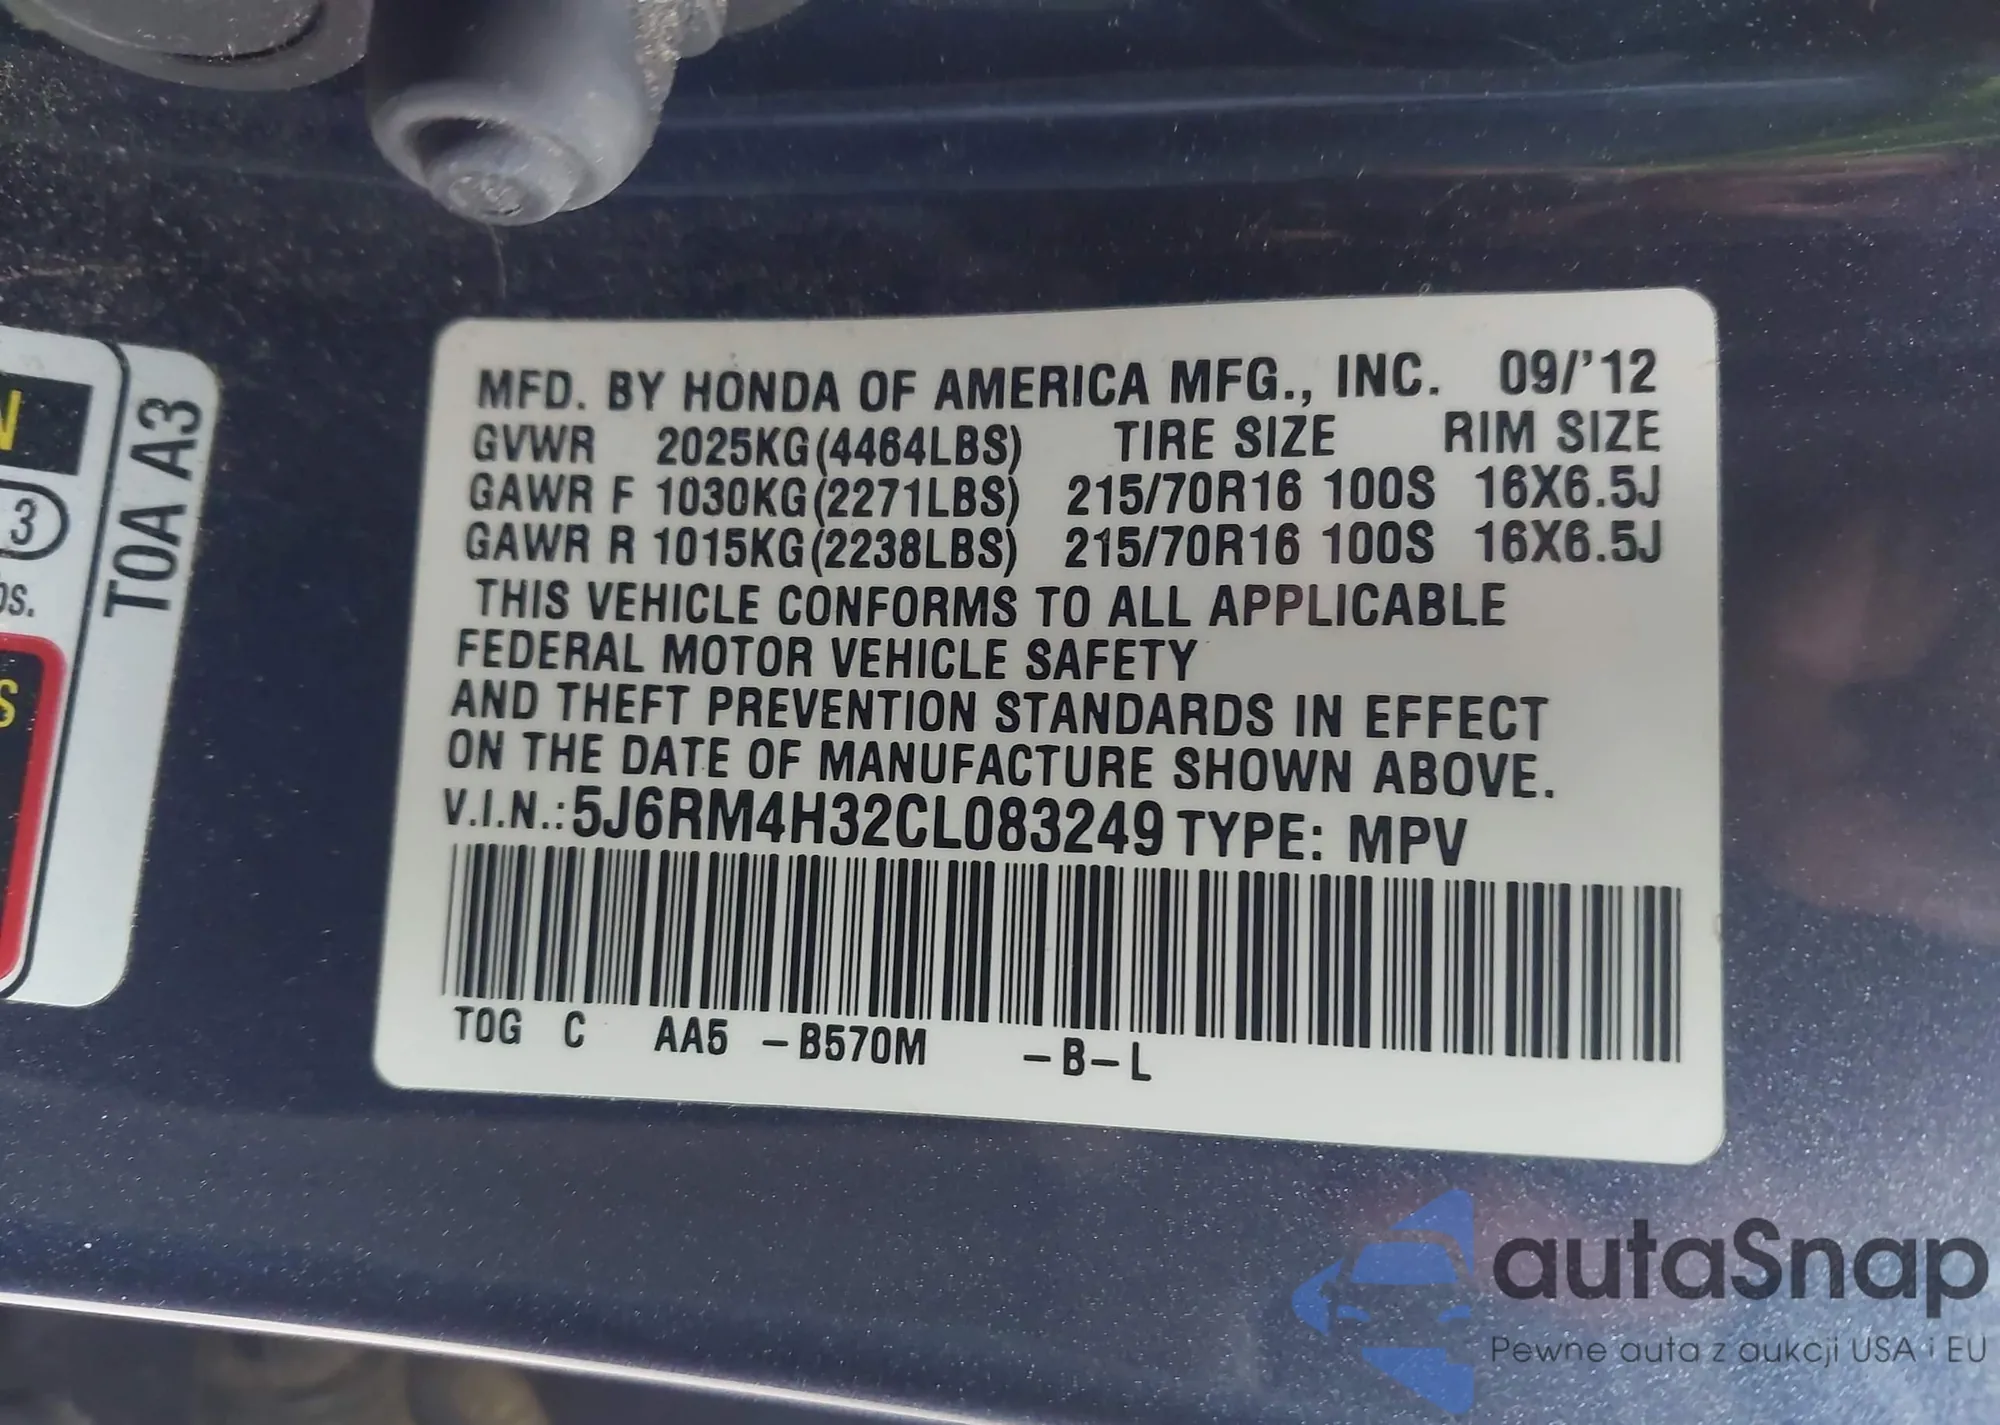 MFD. BY HONDA OF AMERICA MFG., INC. 09/'12
GVWR 2025KG(4464LBS) TIRE SIZE RIM SIZE
GAWR F 1030KG(2271LBS) 215/70R16 100S 16X6.5J
GAWR R 1015KG(2238LBS) 215/70R16 100S 16X6.5J
THIS VEHICLE CONFORMS TO ALL APPLICABLE
FEDERAL MOTOR VEHICLE SAFETY
AND THEFT PREVENTION STANDARDS IN EFFECT
ON THE DATE OF MANUFACTURE SHOWN ABOVE.
V.I.N.: 5J6RM4H32CL083249 TYPE: MPV
T0G C AA5 -B570M -B-L
T0A A3
3
autaSnap
Pewne auta z aukcji USA i EU